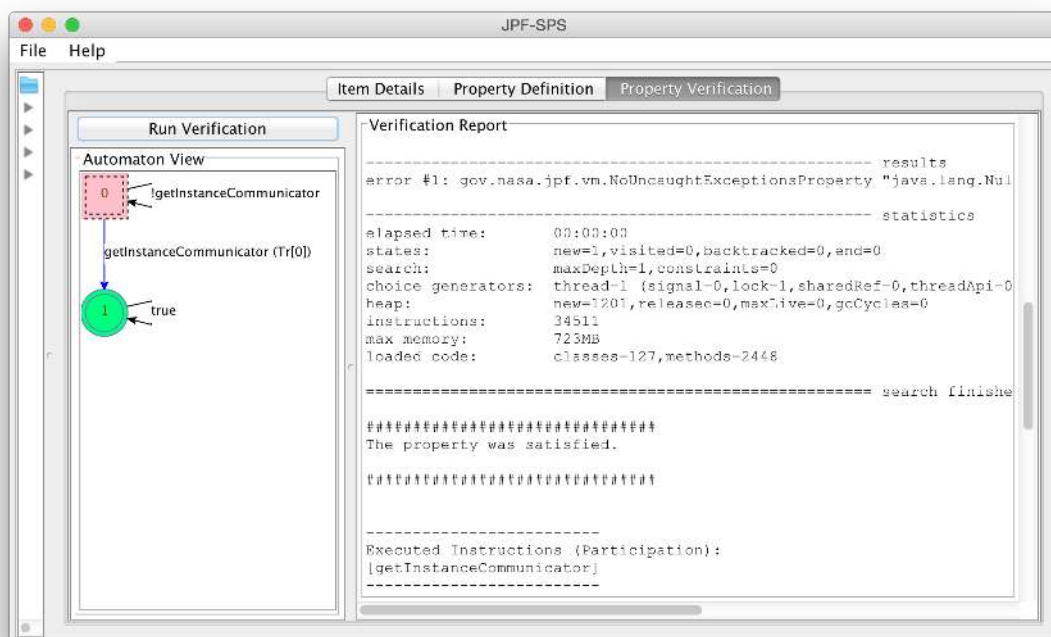 JPF-SPS
File Help
Item Details Property Definition Property Verification
Run Verification
Automaton View
0 !getInstanceCommunicator
getInstanceCommunicator (Tr[0])
1 true
Verification Report
------------------------------------------------------ results
error #1: gov.nasa.jpf.vm.NoUncaughtExceptionsProperty "java.lang.Nul
------------------------------------------------------ statistics
elapsed time: 00:00:00
states: new=1,visited=0,backtracked=0,end=0
search: maxDepth=1,constraints=0
choice generators: thread=1 (signal=0,lock=1,sharedRef=0,threadApi=0
heap: new=1201,released=0,maxLive=0,gcCycles=0
instructions: 34511
max memory: 723MB
loaded code: classes=127,methods=2448
====================================================== search finishe
###############################
The property was satisfied.
###############################
-------------------------
Executed Instructions (Participation):
[getInstanceCommunicator]
-------------------------